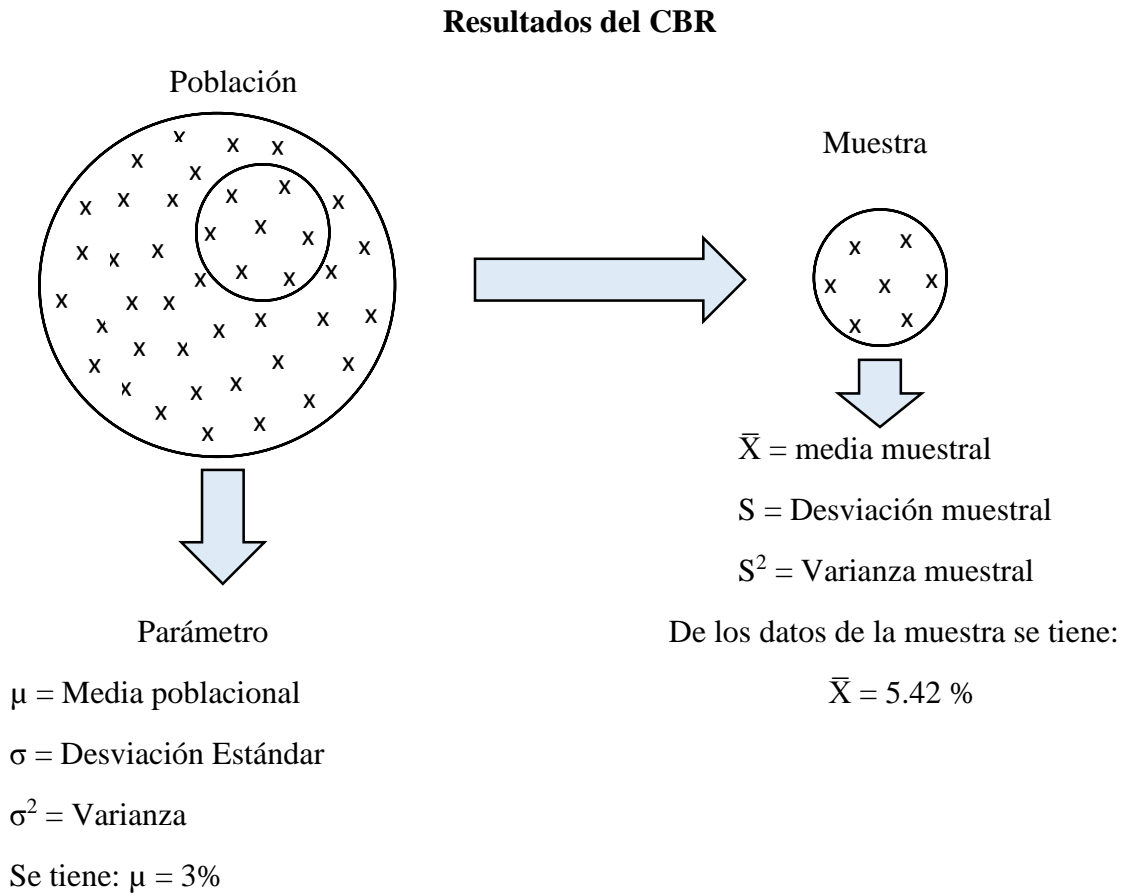 Resultados del CBR
Población
Muestra
X̅ = media muestral
S = Desviación muestral
S² = Varianza muestral
Parámetro
De los datos de la muestra se tiene:
µ = Media poblacional
X̅ = 5.42 %
σ = Desviación Estándar
σ² = Varianza
Se tiene: µ = 3%